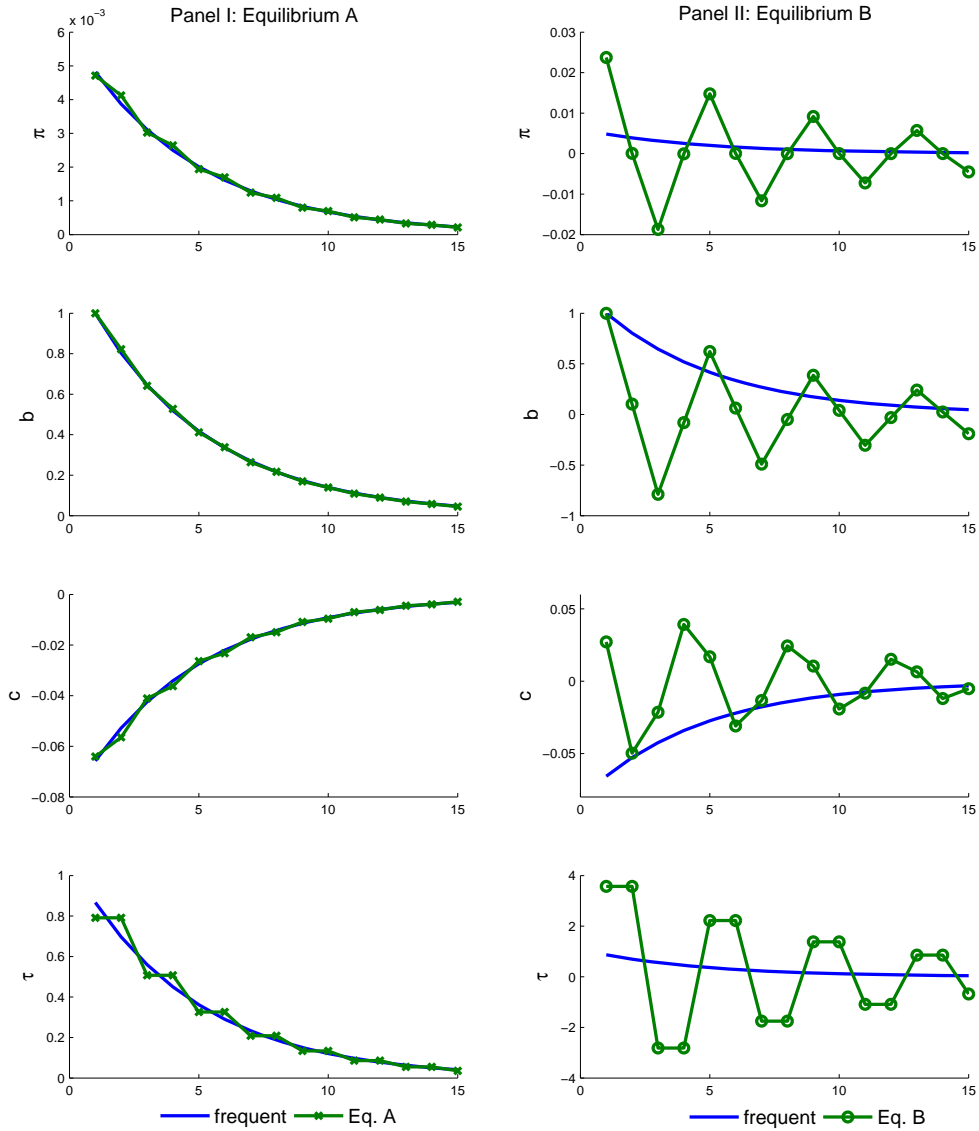 Panel I: Equilibrium A
Panel II: Equilibrium B
x 10⁻³
6
5
4
3
2
1
0
π
0 5 10 15
0.03
0.02
0.01
0
−0.01
−0.02
π
0 5 10 15
1
0.8
0.6
0.4
0.2
0
b
0 5 10 15
1
0.5
0
−0.5
−1
b
0 5 10 15
0
−0.02
−0.04
−0.06
−0.08
c
0 5 10 15
0.05
0
−0.05
c
0 5 10 15
1
0.8
0.6
0.4
0.2
0
τ
0 5 10 15
4
2
0
−2
−4
τ
0 5 10 15
frequent Eq. A
frequent Eq. B